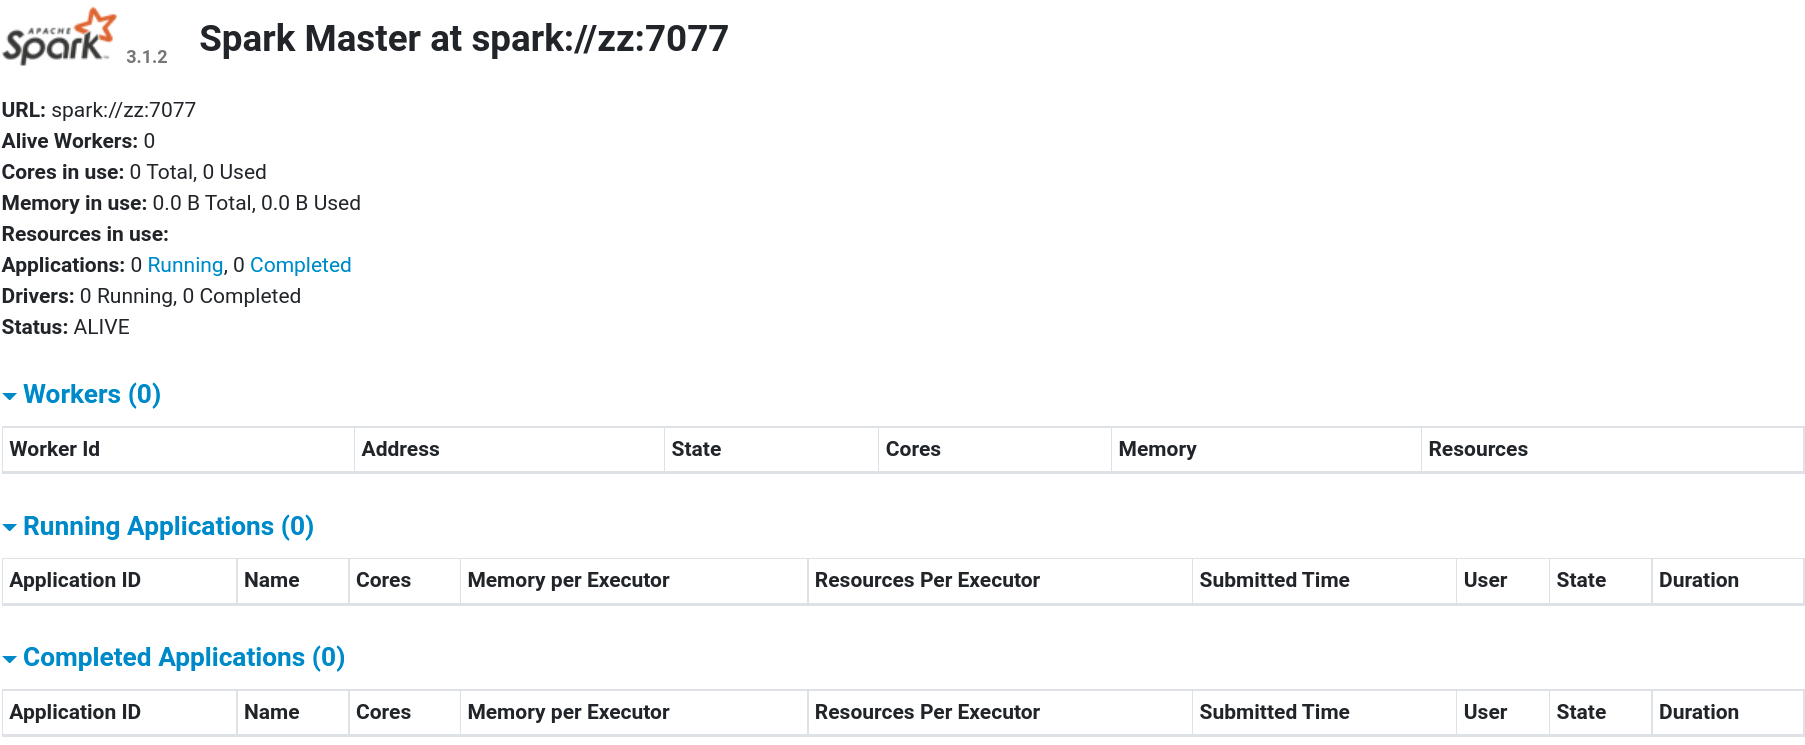 APACHE Spark 3.1.2 Spark Master at spark://zz:7077
URL: spark://zz:7077
Alive Workers: 0
Cores in use: 0 Total, 0 Used
Memory in use: 0.0 B Total, 0.0 B Used
Resources in use:
Applications: 0 Running, 0 Completed
Drivers: 0 Running, 0 Completed
Status: ALIVE
Workers (0)
Worker Id Address State Cores Memory Resources
Running Applications (0)
Application ID Name Cores Memory per Executor Resources Per Executor Submitted Time User State Duration
Completed Applications (0)
Application ID Name Cores Memory per Executor Resources Per Executor Submitted Time User State Duration